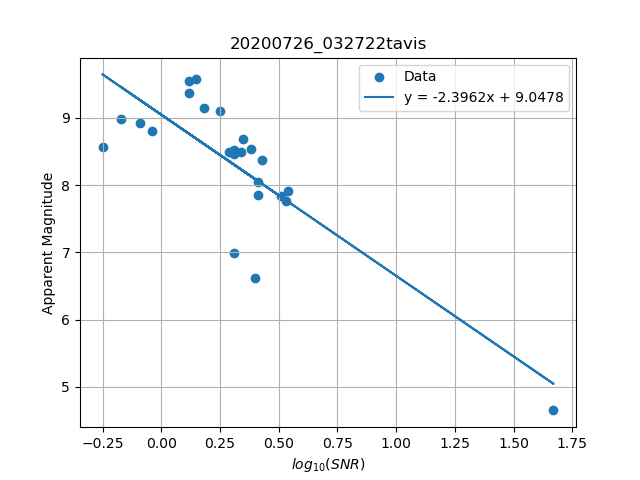 20200726_032722tavis
Data
y = -2.3962x + 9.0478
Apparent Magnitude
9
8
7
6
5
−0.25 0.00 0.25 0.50 0.75 1.00 1.25 1.50 1.75
log10(SNR)